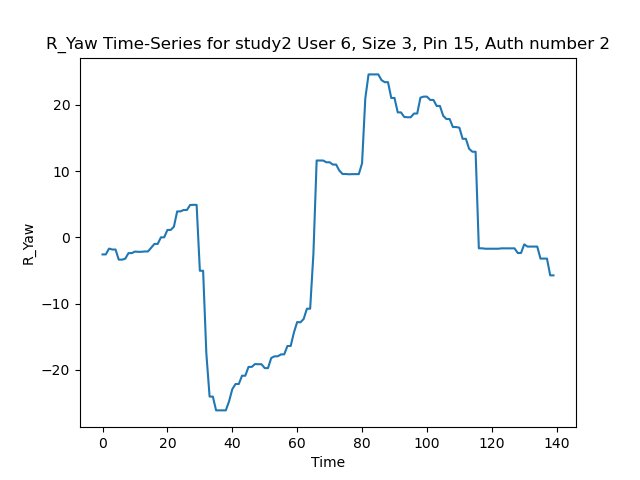 R_Yaw Time-Series for study2 User 6, Size 3, Pin 15, Auth number 2
20
10
0
−10
−20
R_Yaw
0 20 40 60 80 100 120 140
Time